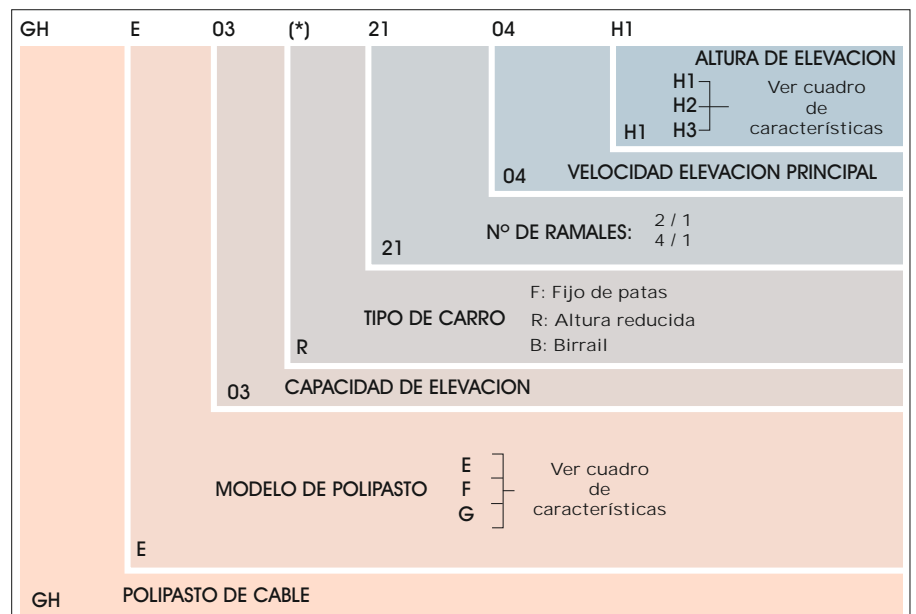 GH E 03 (*) 21 04 H1
ALTURA DE ELEVACION
H1
H2
H3
Ver cuadro
de
características
H1
04 VELOCIDAD ELEVACION PRINCIPAL
21 Nº DE RAMALES:
2 / 1
4 / 1
TIPO DE CARRO
F: Fijo de patas
R: Altura reducida
B: Birrail
R
03 CAPACIDAD DE ELEVACION
MODELO DE POLIPASTO
E
F
G
Ver cuadro
de
características
E
GH POLIPASTO DE CABLE